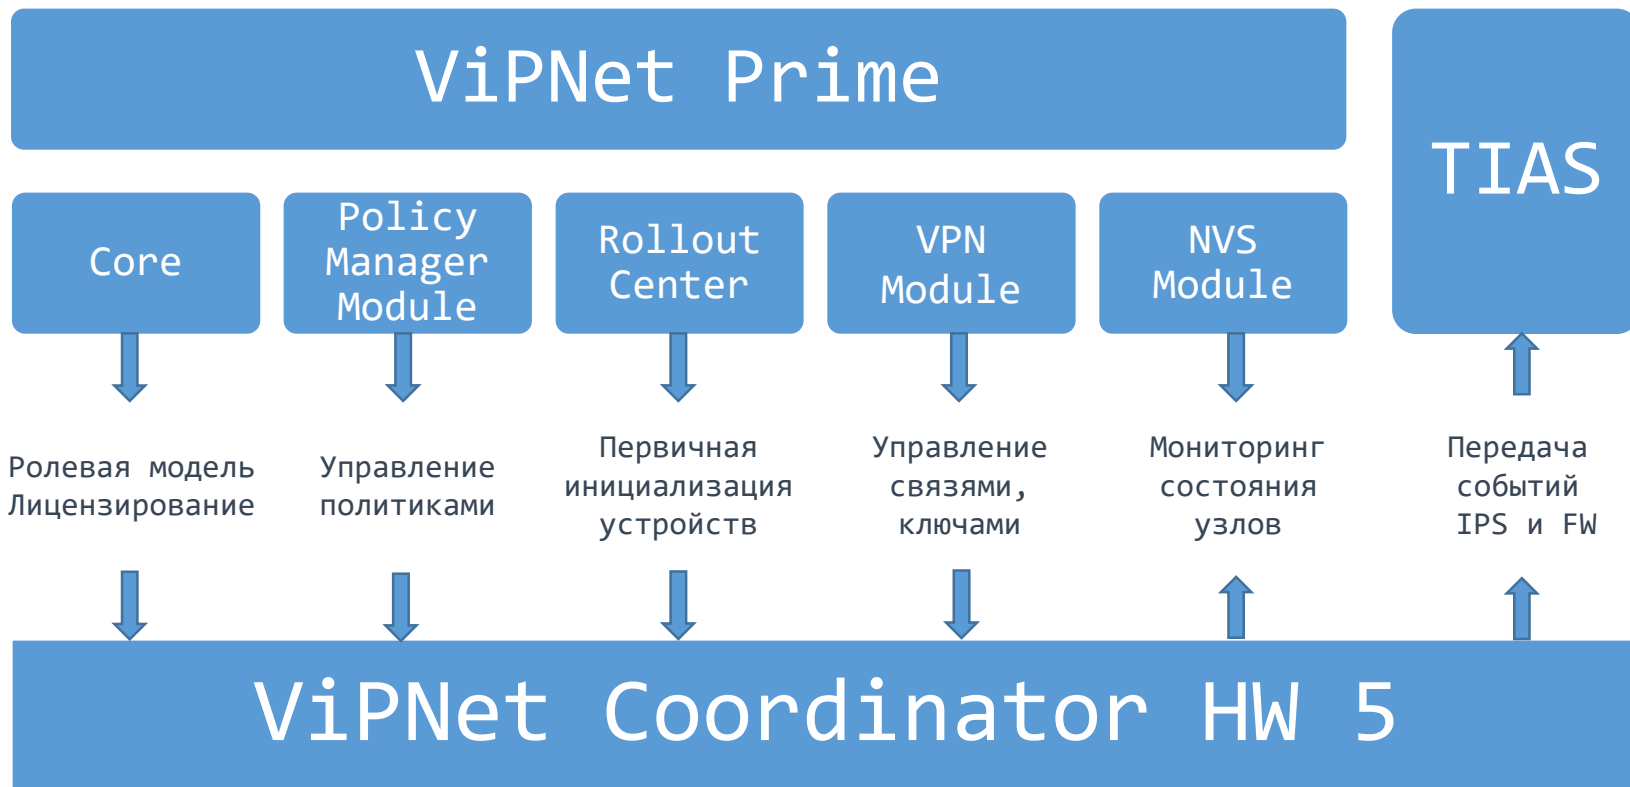 ViPNet Prime
TIAS
Core
Policy
Manager
Module
Rollout
Center
VPN
Module
NVS
Module
Ролевая модель
Лицензирование
Управление
политиками
Первичная
инициализация
устройств
Управление
связями,
ключами
Мониторинг
состояния
узлов
Передача
событий
IPS и FW
ViPNet Coordinator HW 5